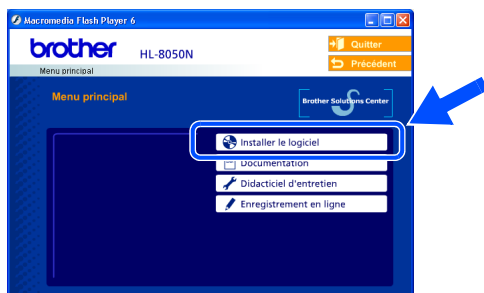 Macromedia Flash Player 6
brother
HL-8050N
Quitter
Précédent
Menu principal
Menu principal
Brother Solutions Center
Installer le logiciel
Documentation
Didacticiel d'entretien
Enregistrement en ligne